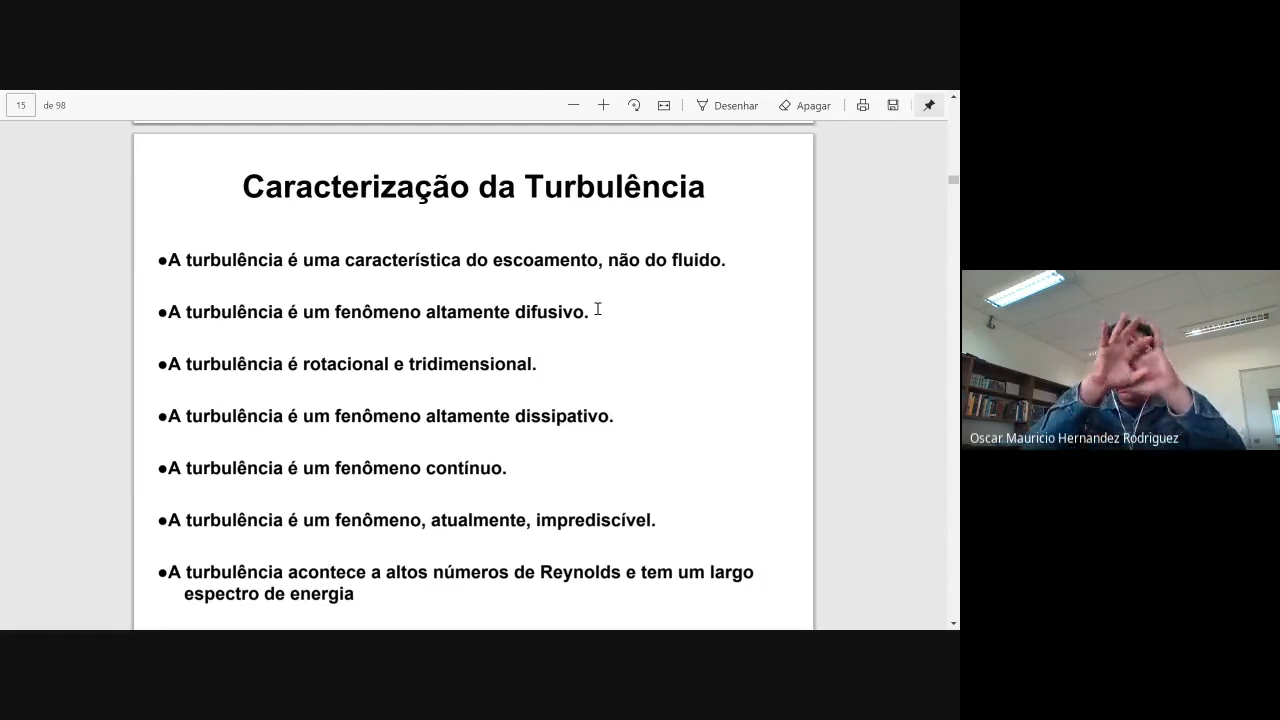 15 de 98
Desenhar
Apagar
Caracterização da Turbulência
●A turbulência é uma característica do escoamento, não do fluido.
●A turbulência é um fenômeno altamente difusivo.
●A turbulência é rotacional e tridimensional.
●A turbulência é um fenômeno altamente dissipativo.
●A turbulência é um fenômeno contínuo.
●A turbulência é um fenômeno, atualmente, imprediscível.
●A turbulência acontece a altos números de Reynolds e tem um largo
espectro de energia
Oscar Mauricio Hernandez Rodriguez